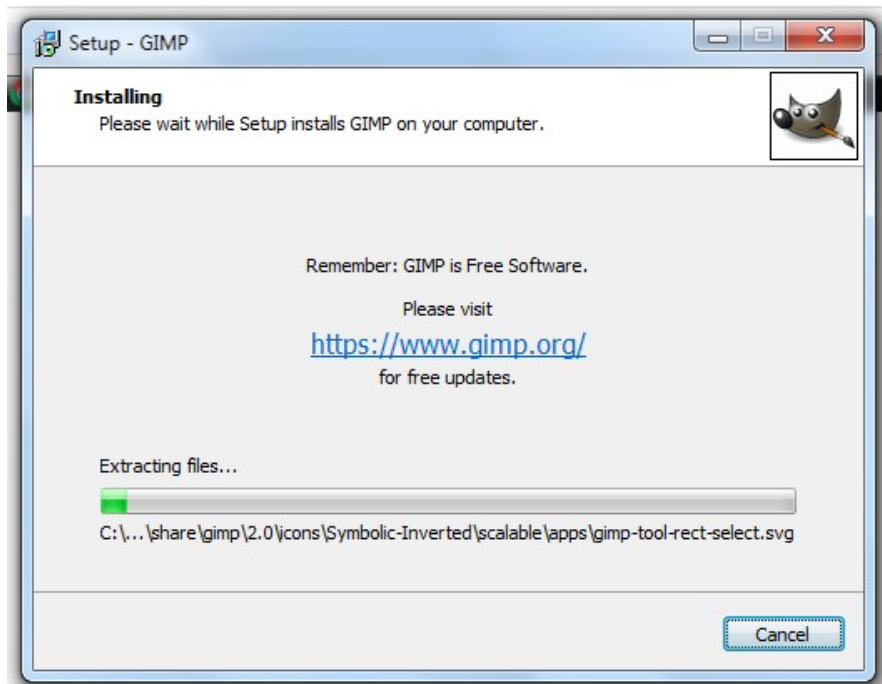 Setup - GIMP
Installing
Please wait while Setup installs GIMP on your computer.
Remember: GIMP is Free Software.
Please visit
https://www.gimp.org/
for free updates.
Extracting files...
C:\...\share\gimp\2.0\icons\Symbolic-Inverted\scalable\apps\gimp-tool-rect-select.svg
Cancel